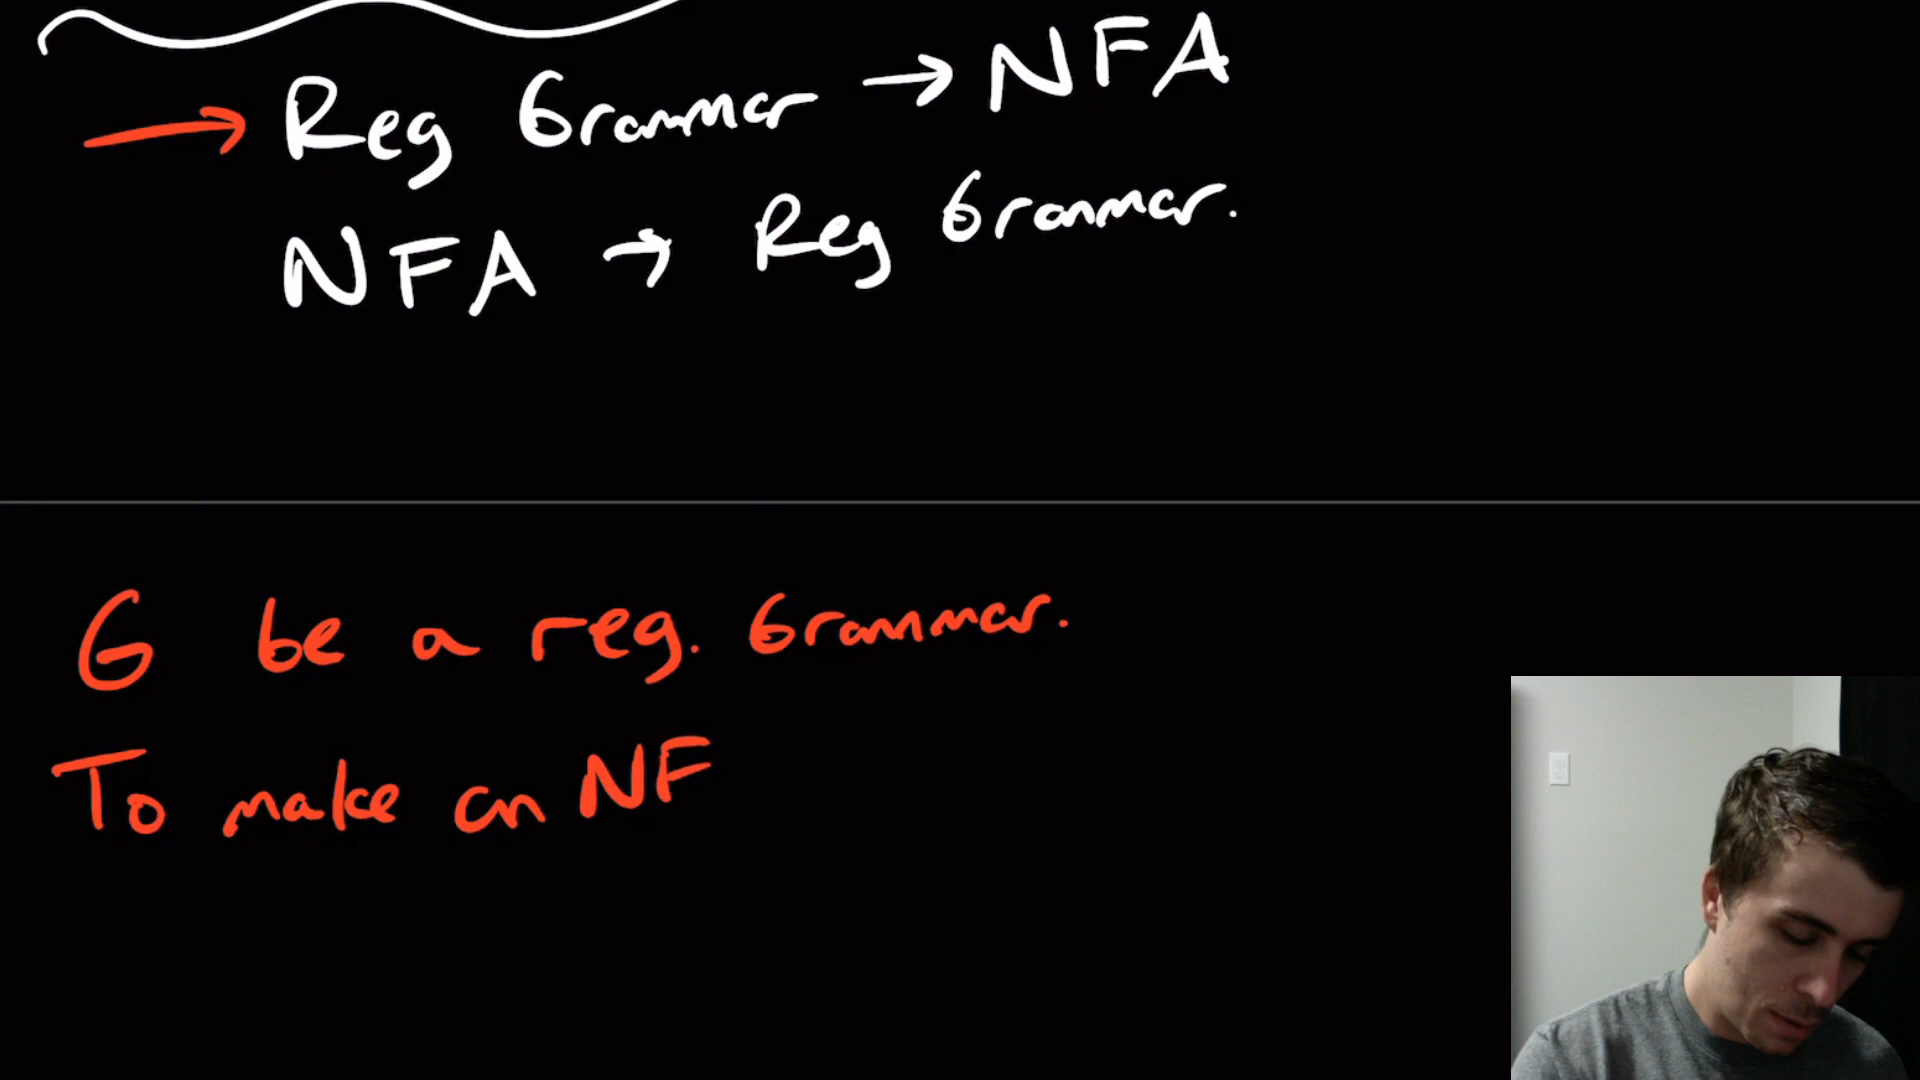 Reg Grammar → NFA
NFA → Reg Grammar.
G be a reg. Grammar.
To make an NF